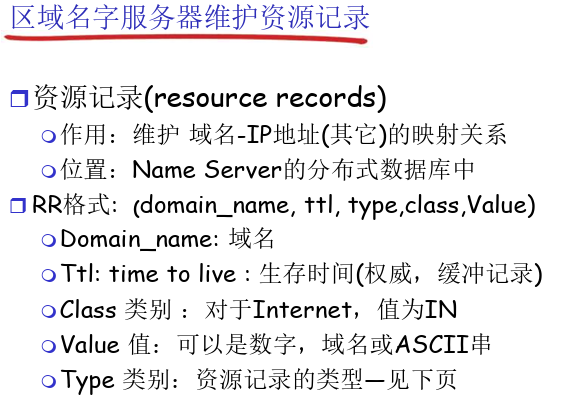 区域名字服务器维护资源记录
资源记录(resource records)
作用：维护 域名-IP地址(其它)的映射关系
位置：Name Server的分布式数据库中
RR格式：(domain_name, ttl, type,class,Value)
Domain_name: 域名
Ttl: time to live : 生存时间(权威，缓冲记录)
Class 类别 ：对于Internet，值为IN
Value 值：可以是数字，域名或ASCII串
Type 类别：资源记录的类型—见下页